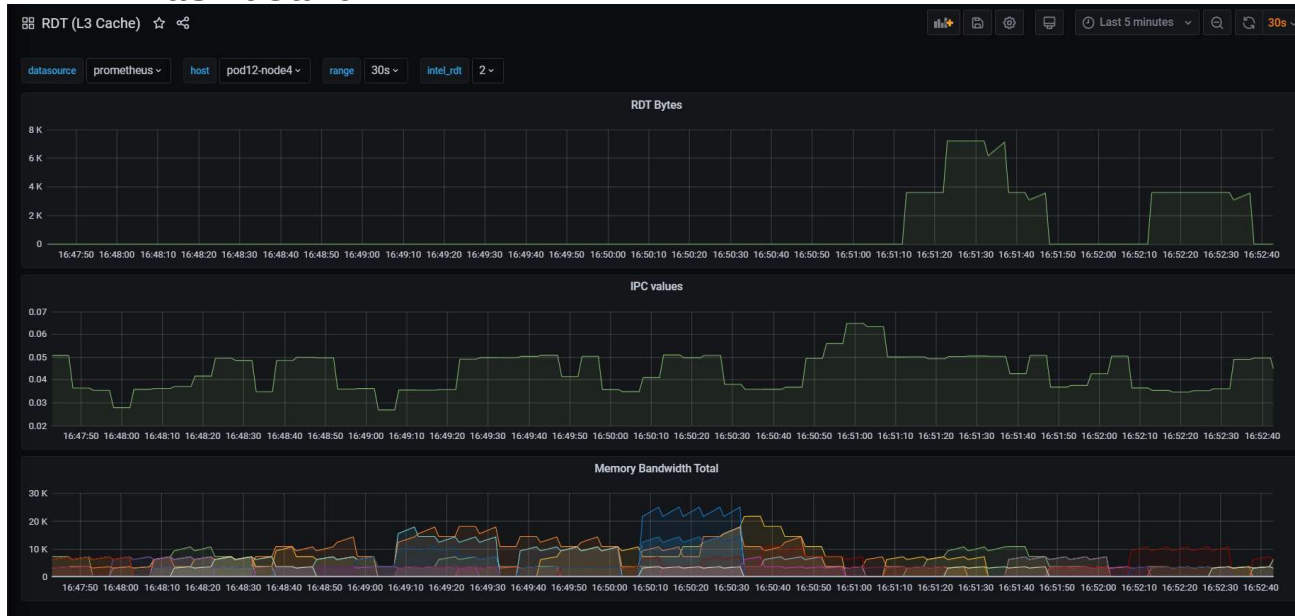 RDT (L3 Cache)
Last 5 minutes
30s
datasource prometheus host pod12-node4 range 30s intel_rdt 2
RDT Bytes
8 K
6 K
4 K
2 K
0
16:47:50 16:48:00 16:48:10 16:48:20 16:48:30 16:48:40 16:48:50 16:49:00 16:49:10 16:49:20 16:49:30 16:49:40 16:49:50 16:50:00 16:50:10 16:50:20 16:50:30 16:50:40 16:50:50 16:51:00 16:51:10 16:51:20 16:51:30 16:51:40 16:51:50 16:52:00 16:52:10 16:52:20 16:52:30 16:52:40
IPC values
0.07
0.06
0.05
0.04
0.03
0.02
16:47:50 16:48:00 16:48:10 16:48:20 16:48:30 16:48:40 16:48:50 16:49:00 16:49:10 16:49:20 16:49:30 16:49:40 16:49:50 16:50:00 16:50:10 16:50:20 16:50:30 16:50:40 16:50:50 16:51:00 16:51:10 16:51:20 16:51:30 16:51:40 16:51:50 16:52:00 16:52:10 16:52:20 16:52:30 16:52:40
Memory Bandwidth Total
30 K
20 K
10 K
0
16:47:50 16:48:00 16:48:10 16:48:20 16:48:30 16:48:40 16:48:50 16:49:00 16:49:10 16:49:20 16:49:30 16:49:40 16:49:50 16:50:00 16:50:10 16:50:20 16:50:30 16:50:40 16:50:50 16:51:00 16:51:10 16:51:20 16:51:30 16:51:40 16:51:50 16:52:00 16:52:10 16:52:20 16:52:30 16:52:40